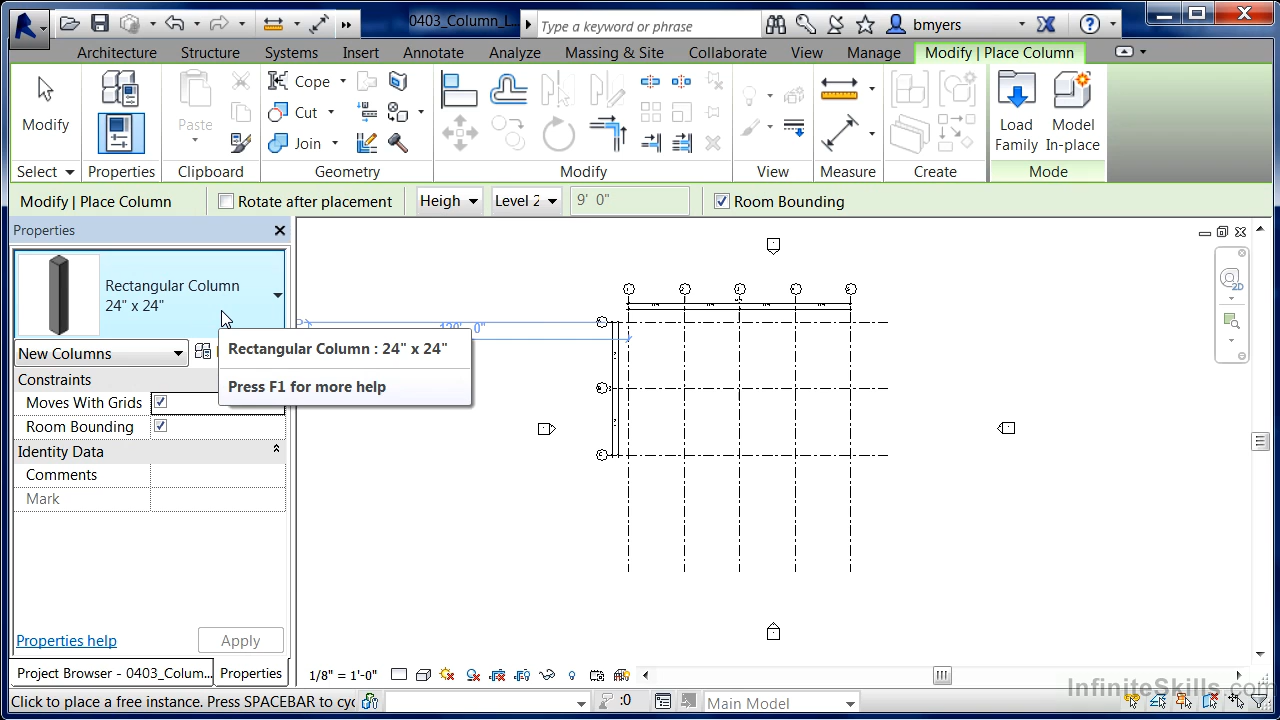 0403_Column_L...
Type a keyword or phrase
bmyers
Architecture Structure Systems Insert Annotate Analyze Massing & Site Collaborate View Manage Modify | Place Column
Modify
Paste
Cope
Cut
Join
Load Family
Model In-place
Select Properties Clipboard Geometry Modify View Measure Create Mode
Modify | Place Column Rotate after placement Heigh Level 2 9' 0" Room Bounding
Properties
Rectangular Column
24" x 24"
New Columns
Rectangular Column : 24" x 24"
Press F1 for more help
Constraints
Moves With Grids
Room Bounding
Identity Data
Comments
Mark
2D
Properties help Apply
Project Browser - 0403_Colum... Properties 1/8" = 1'-0"
Click to place a free instance. Press SPACEBAR to cyc :0 Main Model
InfiniteSkills.com